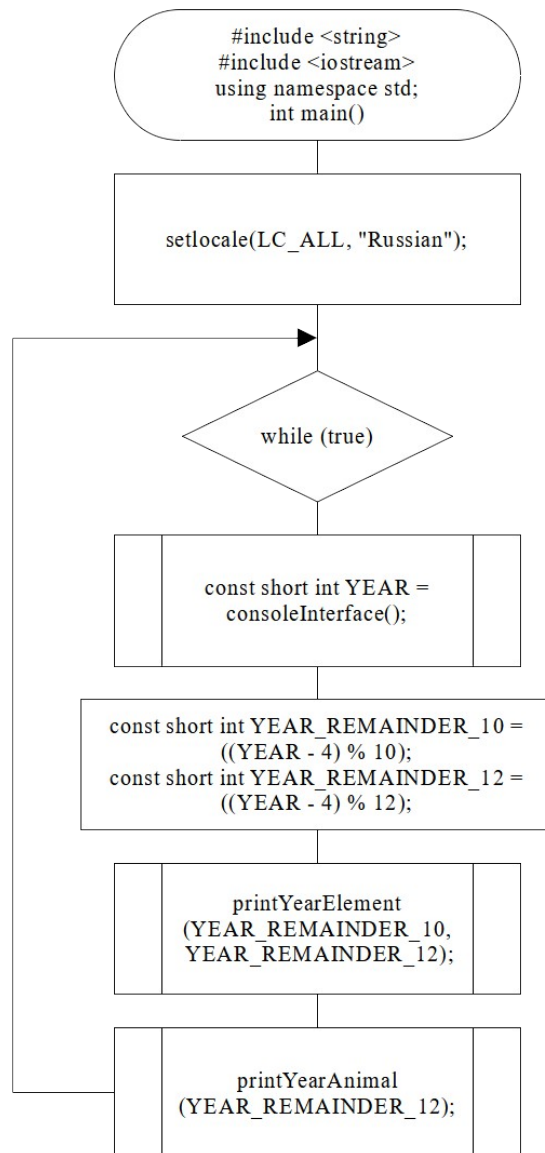 #include <string>
#include <iostream>
using namespace std;
int main()
setlocale(LC_ALL, "Russian");
while (true)
const short int YEAR =
consoleInterface();
const short int YEAR_REMAINDER_10 =
((YEAR - 4) % 10);
const short int YEAR_REMAINDER_12 =
((YEAR - 4) % 12);
printYearElement
(YEAR_REMAINDER_10,
YEAR_REMAINDER_12);
printYearAnimal
(YEAR_REMAINDER_12);